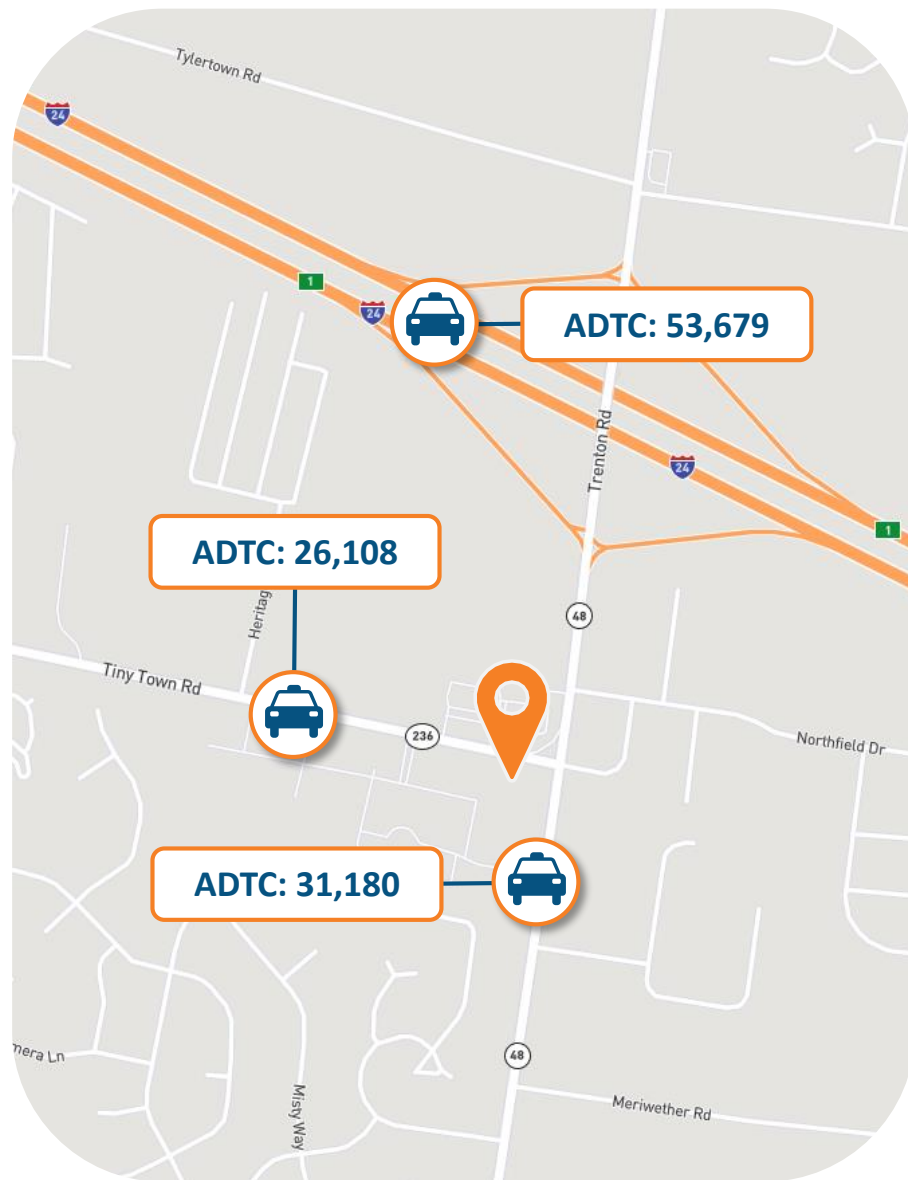 Tylertown Rd
24
1
24
ADTC: 53,679
Trenton Rd
24
1
ADTC: 26,108
Heritag
48
Tiny Town Rd
236
Northfield Dr
ADTC: 31,180
mera Ln
48
Misty Way
Meriwether Rd